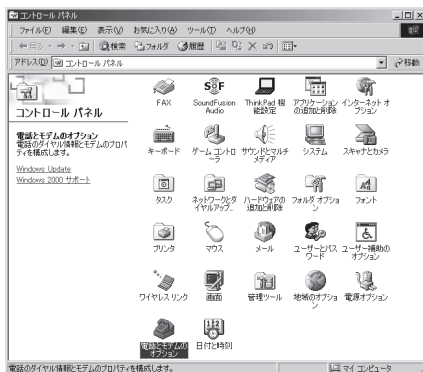 コントロール パネル
ファイル(F) 編集(E) 表示(V) お気に入り(A) ツール(T) ヘルプ(H)
戻る 検索 フォルダ 履歴
アドレス(D) コントロール パネル 移動
コントロール パネル
電話とモデムのオプション
電話のダイヤル情報とモデムのプロパティを構成します。
Windows Update
Windows 2000 サポート
FAX
SoundFusion Audio
ThinkPad 機能設定
アプリケーションの追加と削除
インターネット オプション
キーボード
ゲーム コントローラ
サウンドとマルチメディア
システム
スキャナとカメラ
タスク
ネットワークとダイヤルアップ...
ハードウェアの追加と削除
フォルダ オプション
フォント
プリンタ
マウス
メール
ユーザーとパスワード
ユーザー補助のオプション
ワイヤレス リンク
画面
管理ツール
地域のオプション
電源オプション
電話とモデムのオプション
日付と時刻
電話のダイヤル情報とモデムのプロパティを構成します。 マイ コンピュータ